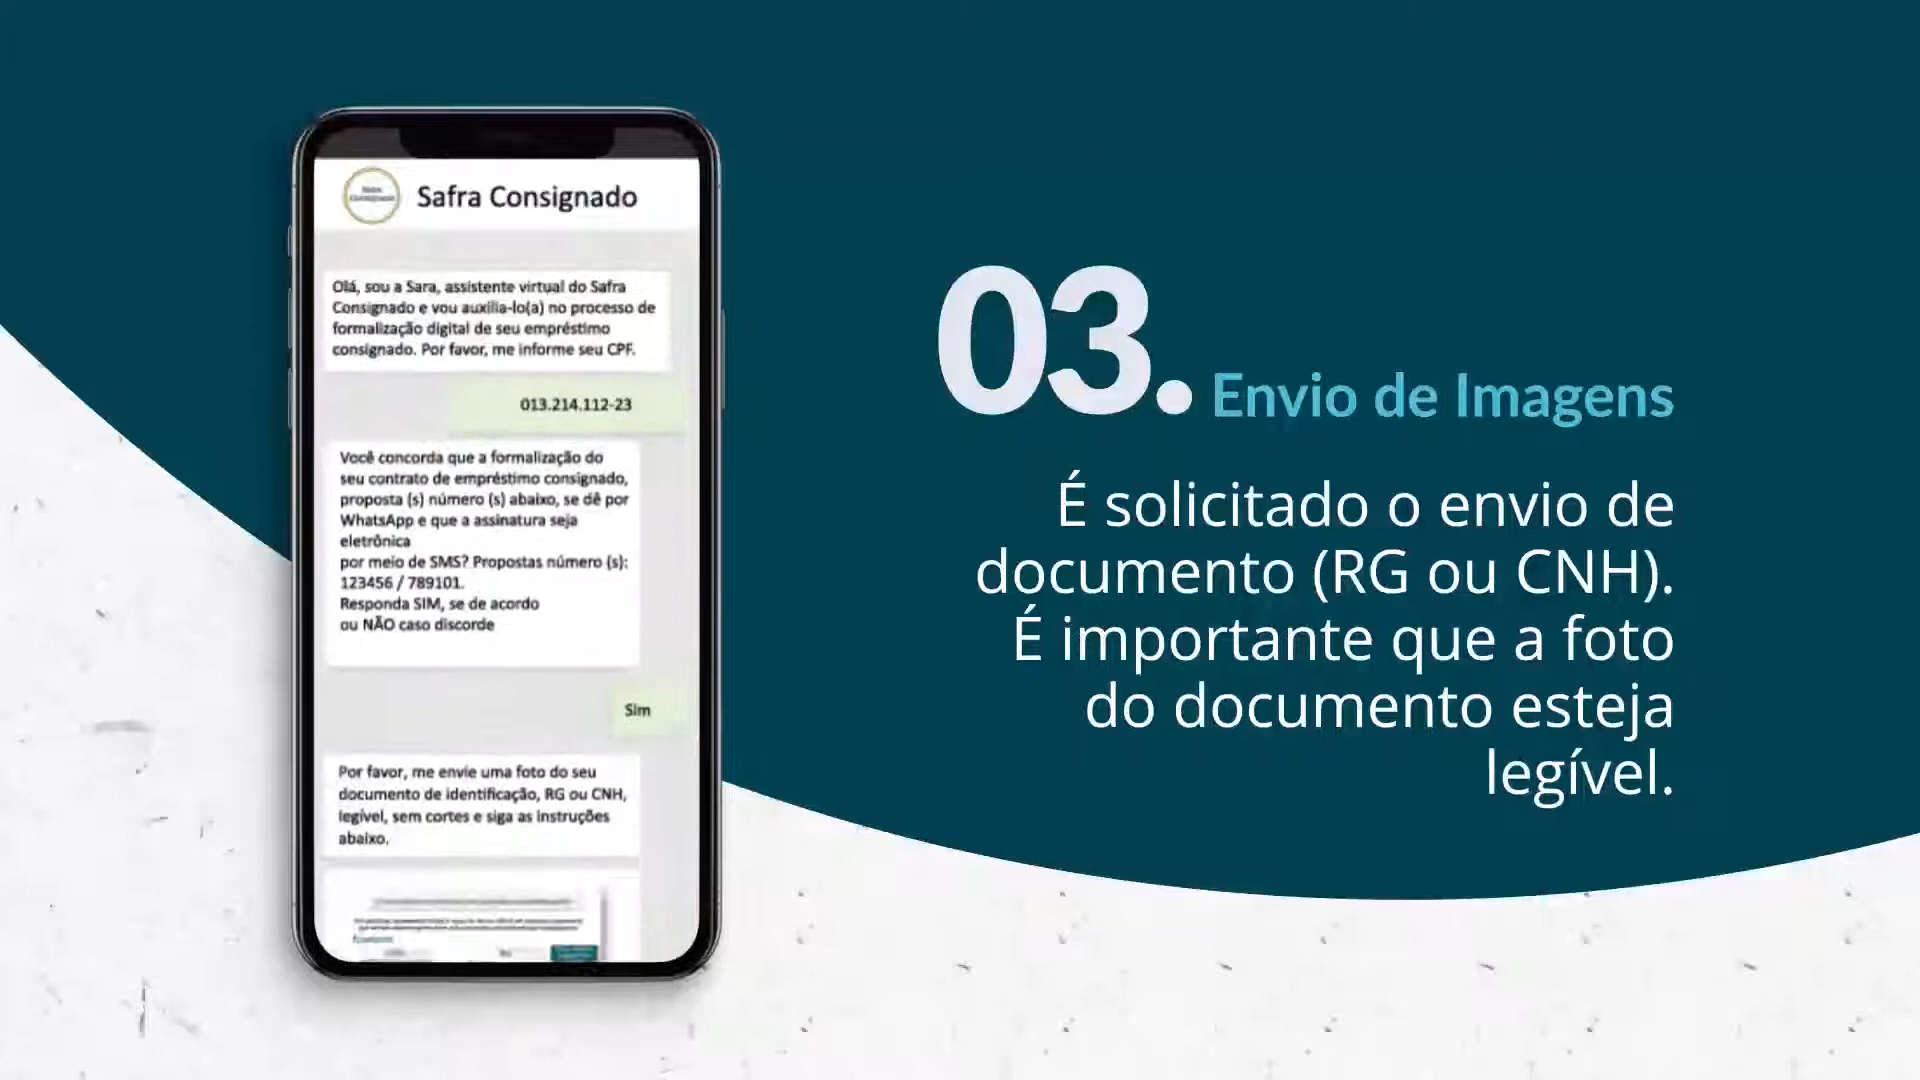 Safra Consignado
Olá, sou a Sara, assistente virtual do Safra
Consignado e vou auxilia-lo(a) no processo de
formalização digital de seu empréstimo
consignado. Por favor, me informe seu CPF.
013.214.112-23
Você concorda que a formalização do
seu contrato de empréstimo consignado,
proposta (s) número (s) abaixo, se dê por
WhatsApp e que a assinatura seja
eletrônica
por meio de SMS? Propostas número (s):
123456 / 789101.
Responda SIM, se de acordo
ou NÃO caso discorde
Sim
Por favor, me envie uma foto do seu
documento de identificação, RG ou CNH,
legível, sem cortes e siga as instruções
abaixo.
03. Envio de Imagens
É solicitado o envio de
documento (RG ou CNH).
É importante que a foto
do documento esteja
legível.